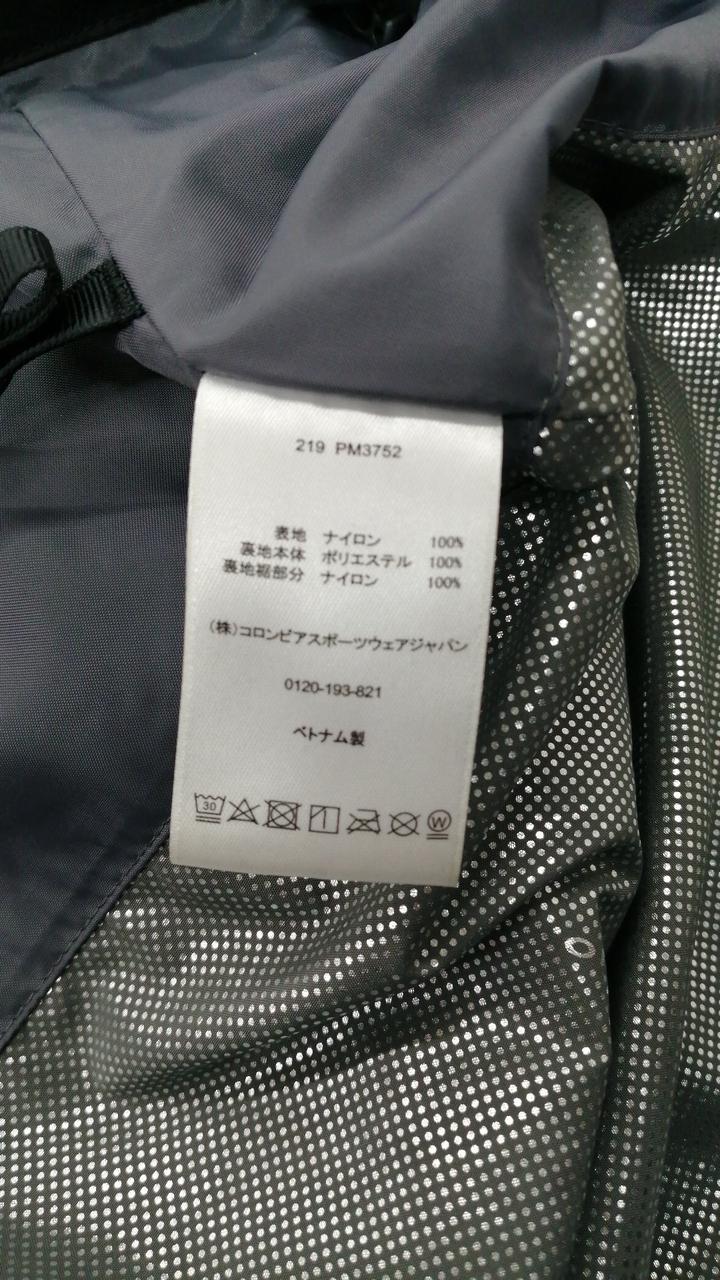 219 PM3752
表地 ナイロン 100%
裏地本体 ポリエステル 100%
裏地裾部分 ナイロン 100%
(株)コロンビアスポーツウェアジャパン
0120-193-821
ベトナム製
30 W